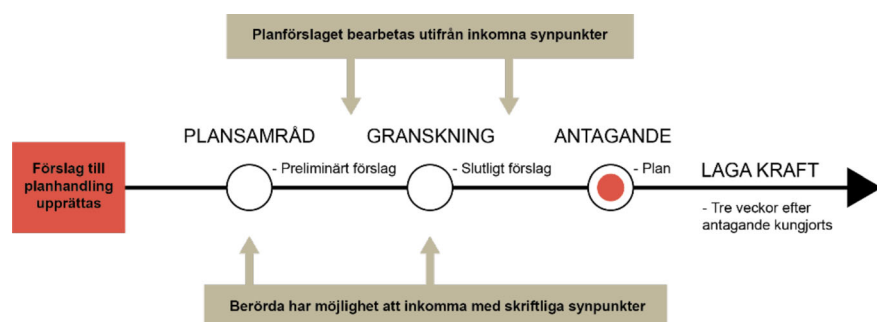 Planförslaget bearbetas utifrån inkomna synpunkter
PLANSAMRÅD
GRANSKNING
ANTAGANDE
Förslag till
planhandling
upprättas
- Preliminärt förslag
- Slutligt förslag
- Plan
LAGA KRAFT
- Tre veckor efter
antagande kungjorts
Berörda har möjlighet att inkomma med skriftliga synpunkter